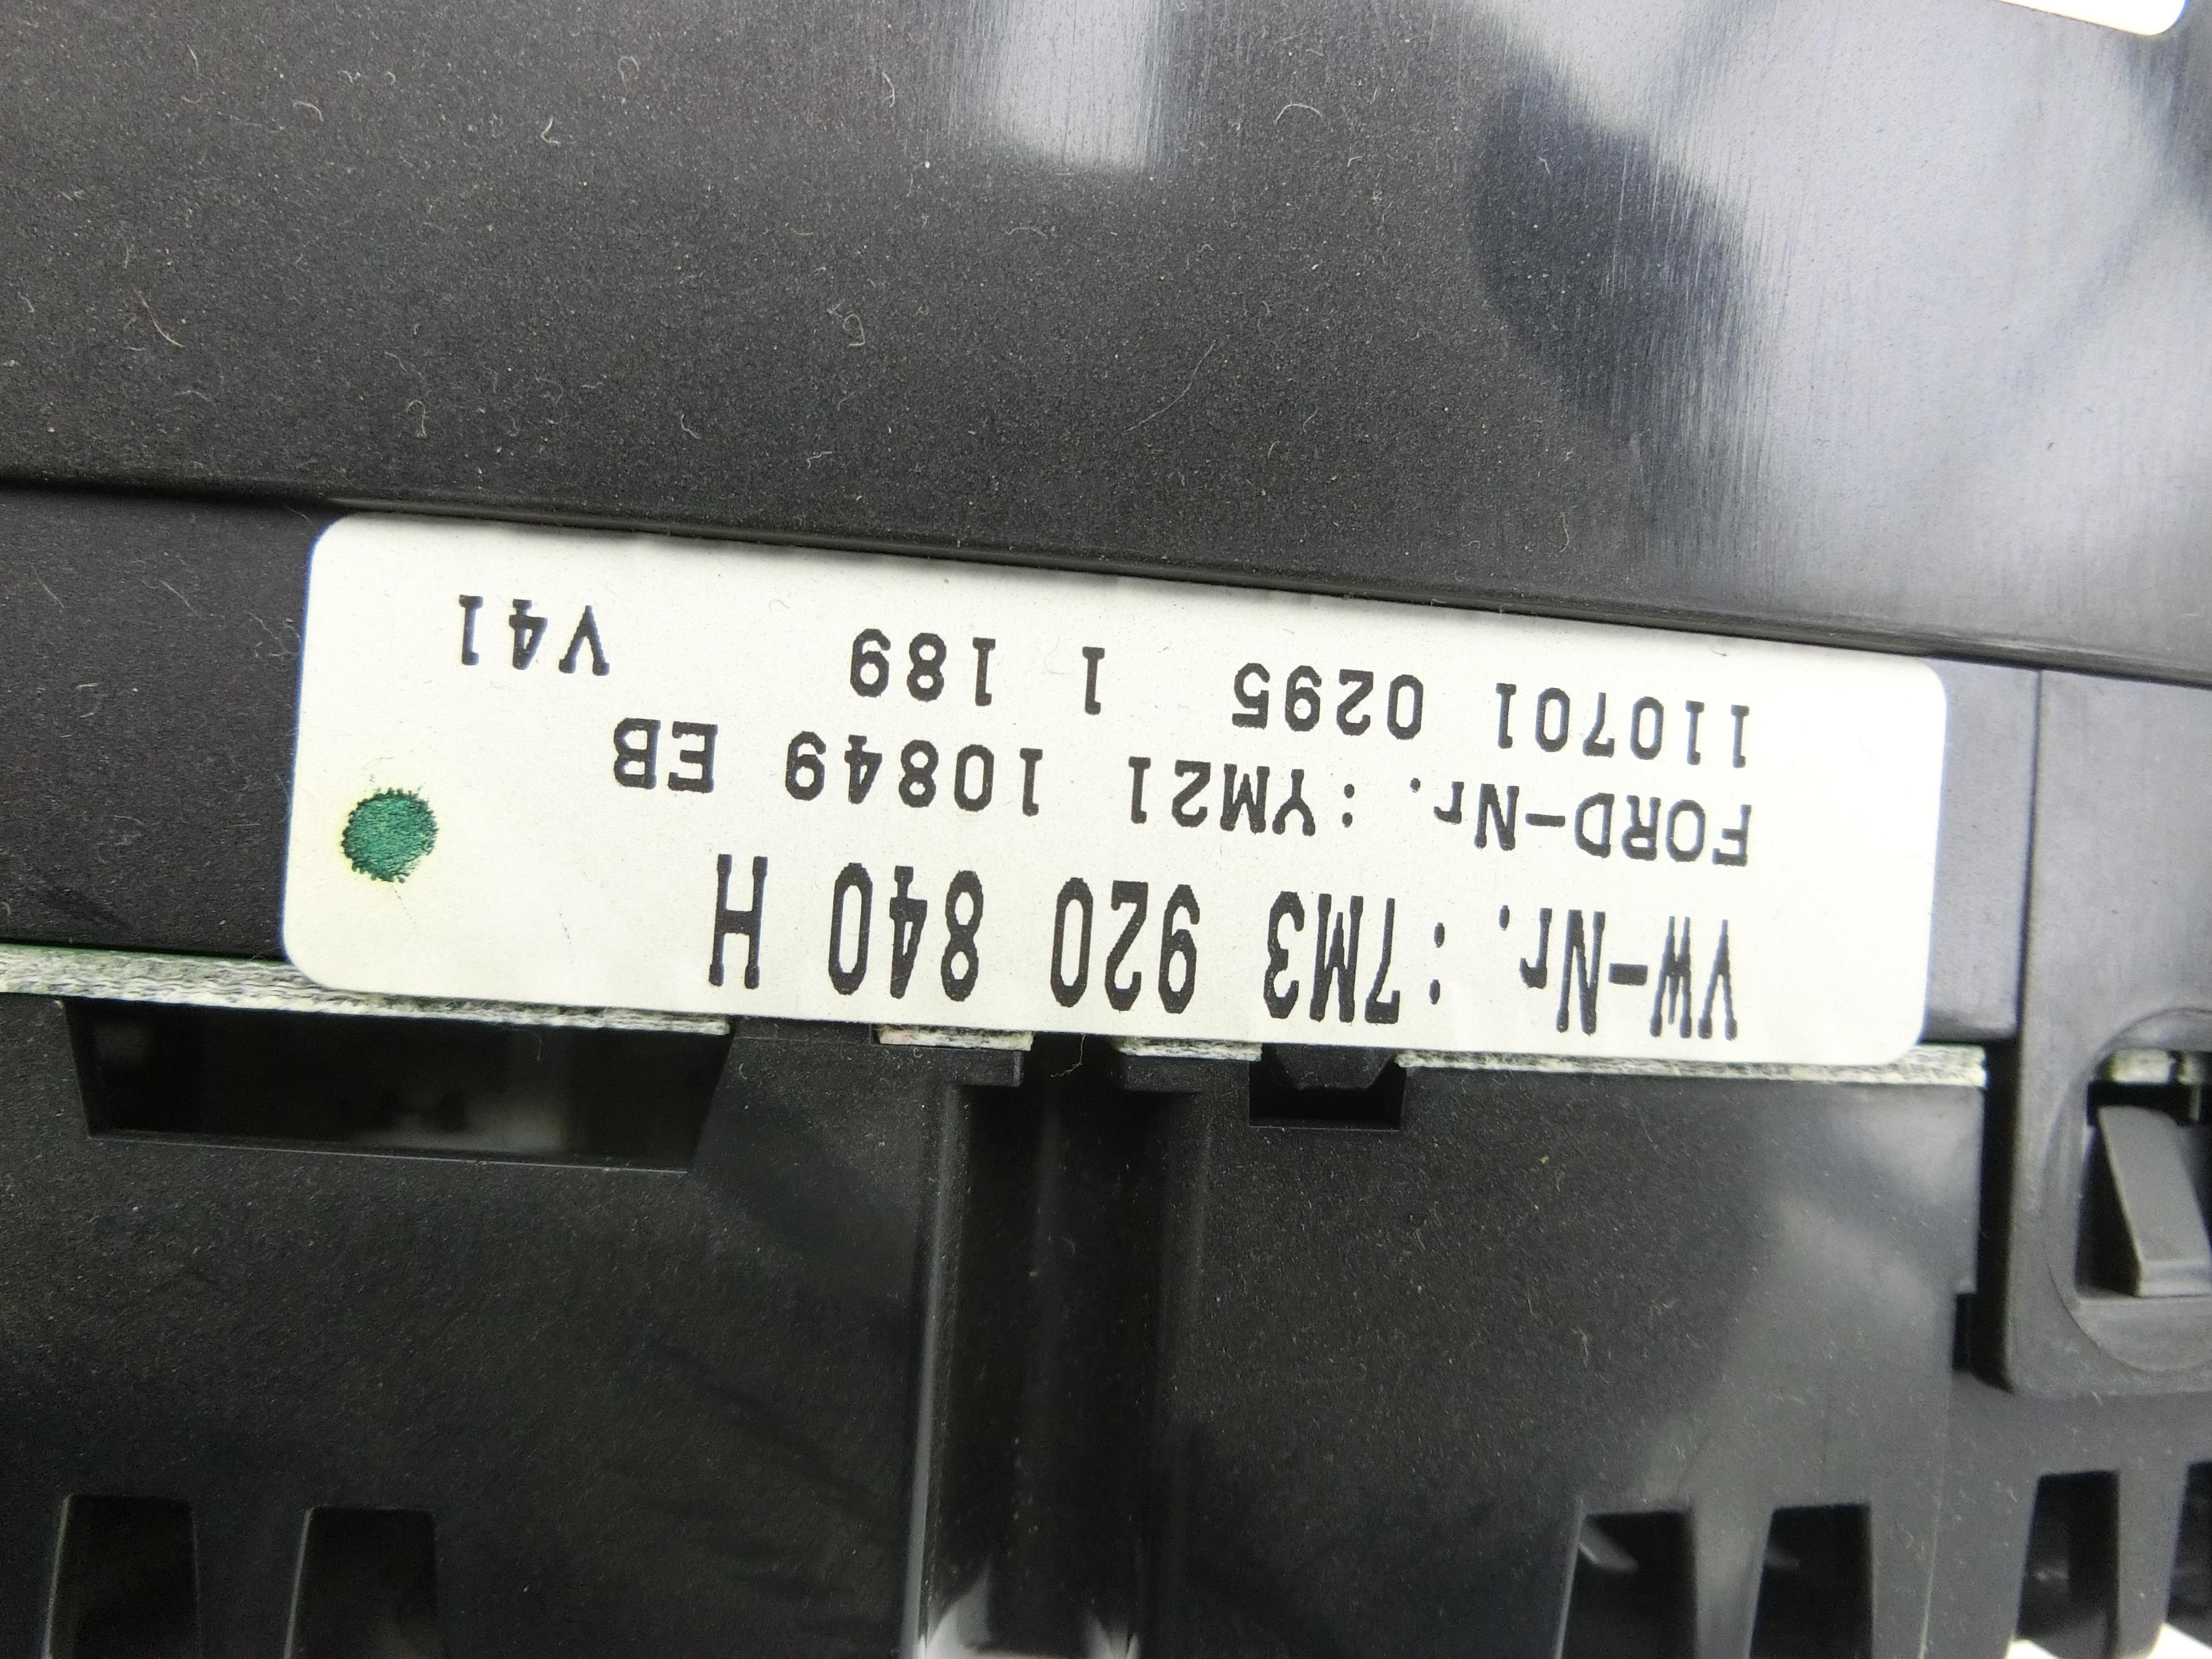 VW-Nr. :7M3 920 840 H
FORD-Nr. :YM21 10849 EB
110701 0295 1 189 V41